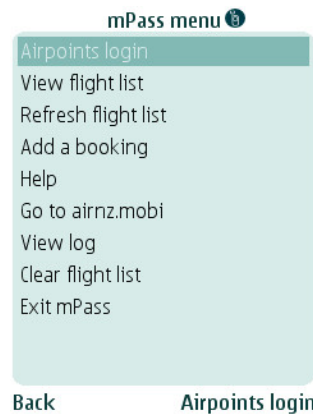 mPass menu
Airpoints login
View flight list
Refresh flight list
Add a booking
Help
Go to airnz.mobi
View log
Clear flight list
Exit mPass
Back Airpoints login